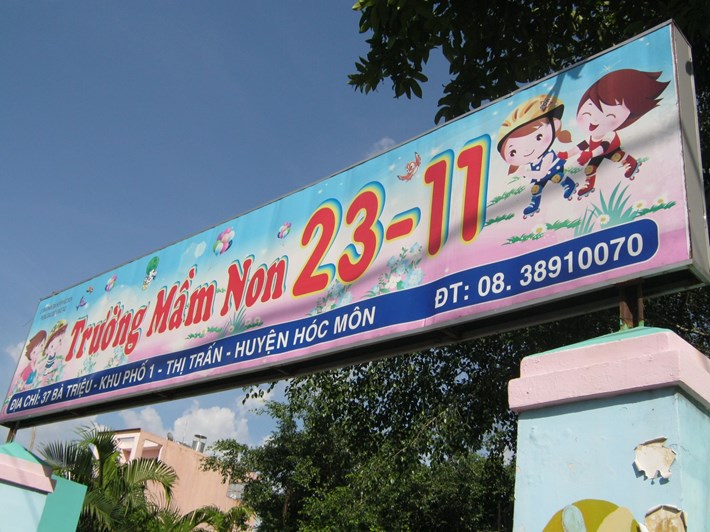 Trường Mầm Non 23-11
ĐỊA CHỈ: 37 BÀ TRIỆU - KHU PHỐ 1 - THỊ TRẤN - HUYỆN HÓC MÔN
ĐT: 08. 38910070